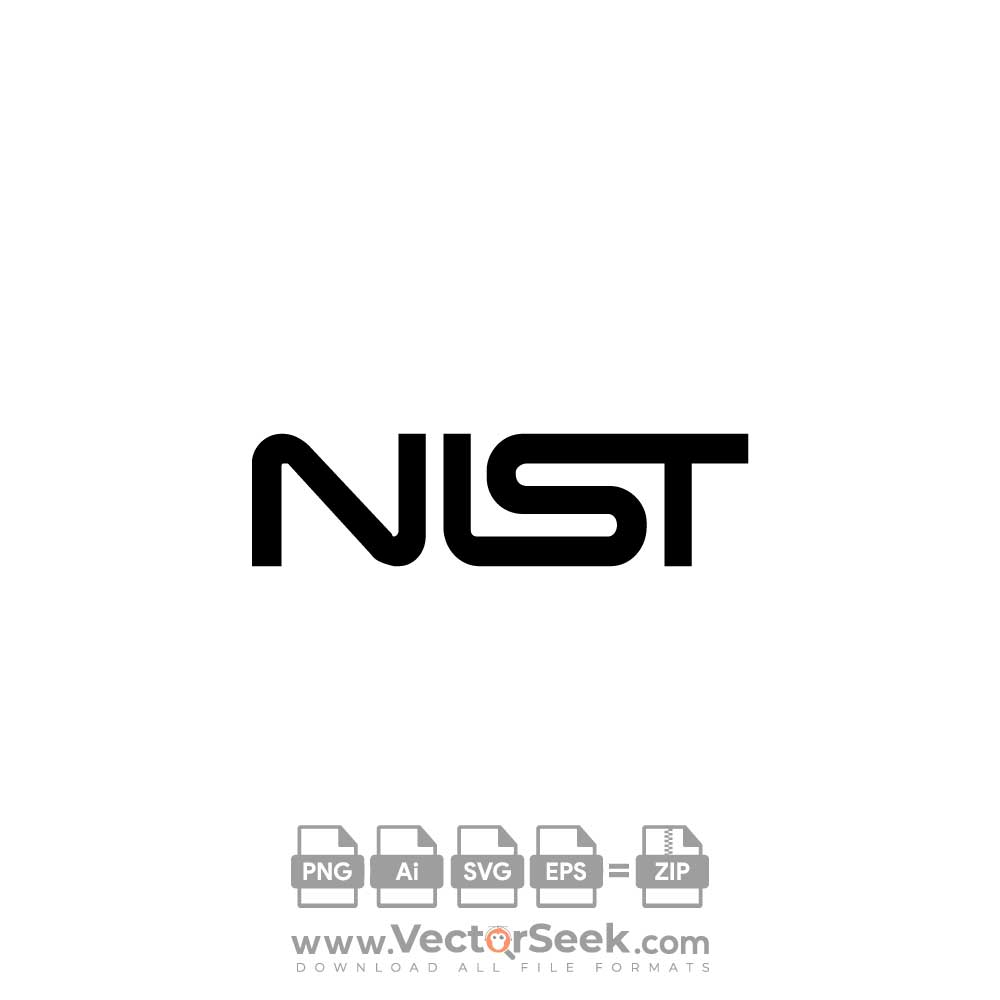 NIST
PNG Ai SVG EPS = ZIP
www.VectorSeek.com
DOWNLOAD ALL FILE FORMATS